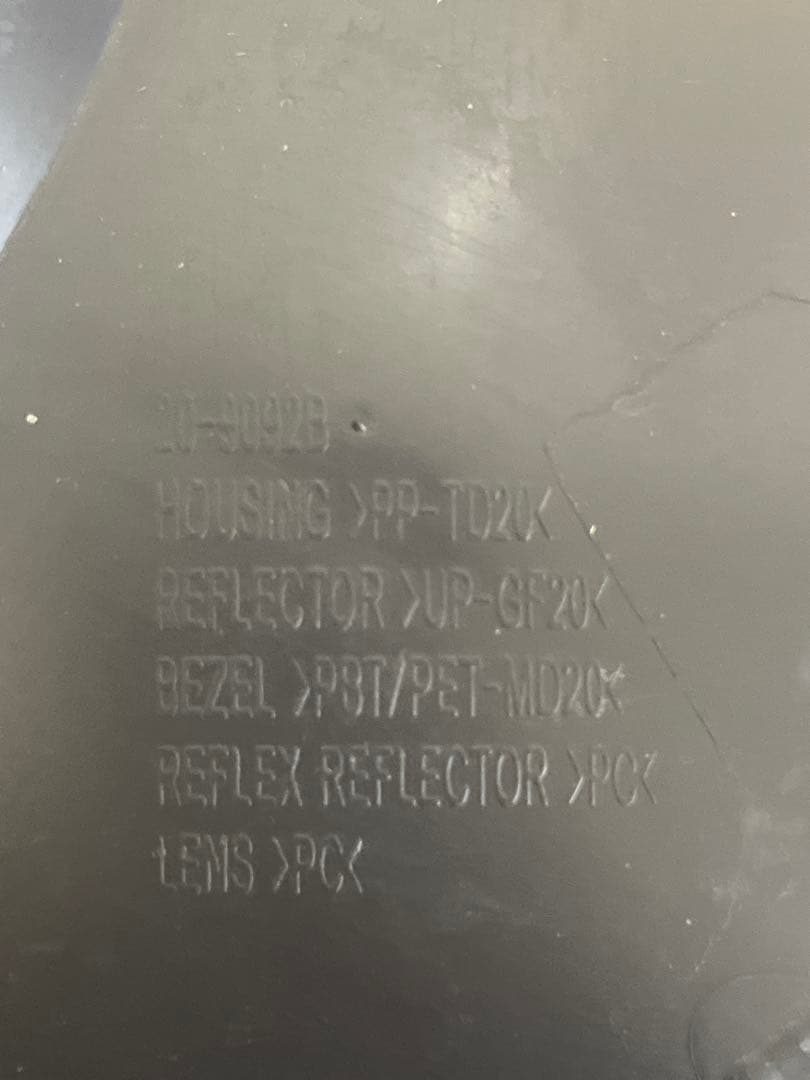 20-9092B
HOUSING >PP-TD20<
REFLECTOR >UP-GF20<
BEZEL >PBT/PET-MD20<
REFLEX REFLECTOR >PC<
LENS >PC<